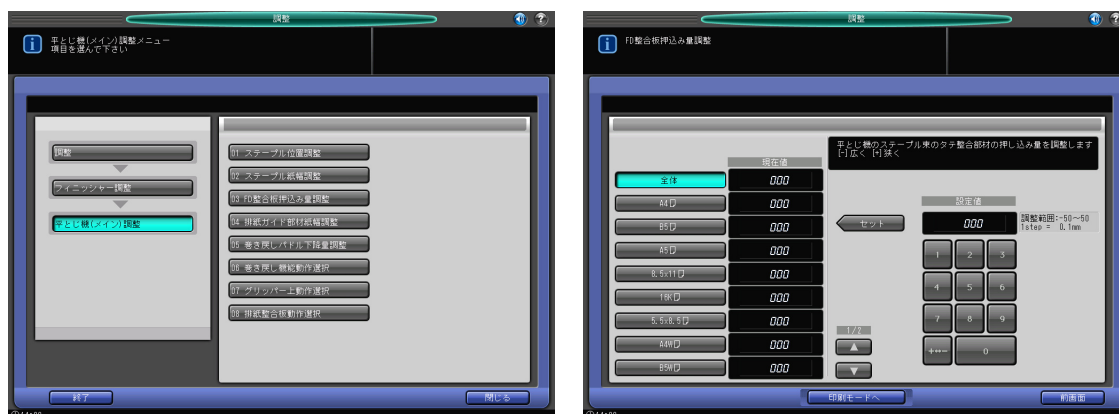 調整
平とじ機(メイン)調整メニュー
項目を選んで下さい
調整
フィニッシャー調整
平とじ機(メイン)調整
01 ステープル位置調整
02 ステープル紙幅調整
03 FD整合板押込み量調整
04 排紙ガイド部材紙幅調整
05 巻き戻しパドル下降量調整
06 巻き戻し機能動作選択
07 グリッパー上動作選択
08 排紙整合板動作選択
終了
閉じる
調整
FD整合板押込み量調整
平とじ機のステープル束のタテ整合部材の押し込み量を調整します
[-]広く [+]狭く
現在値
全体 000
A4 000
B5 000
A5 000
8.5x11 000
16K 000
5.5x8.5 000
A4W 000
B5W 000
セット
設定値
000
調整範囲:-50～50
1step = 0.1mm
1 2 3
4 5 6
7 8 9
+↔- 0
1/2
印刷モードへ
前画面